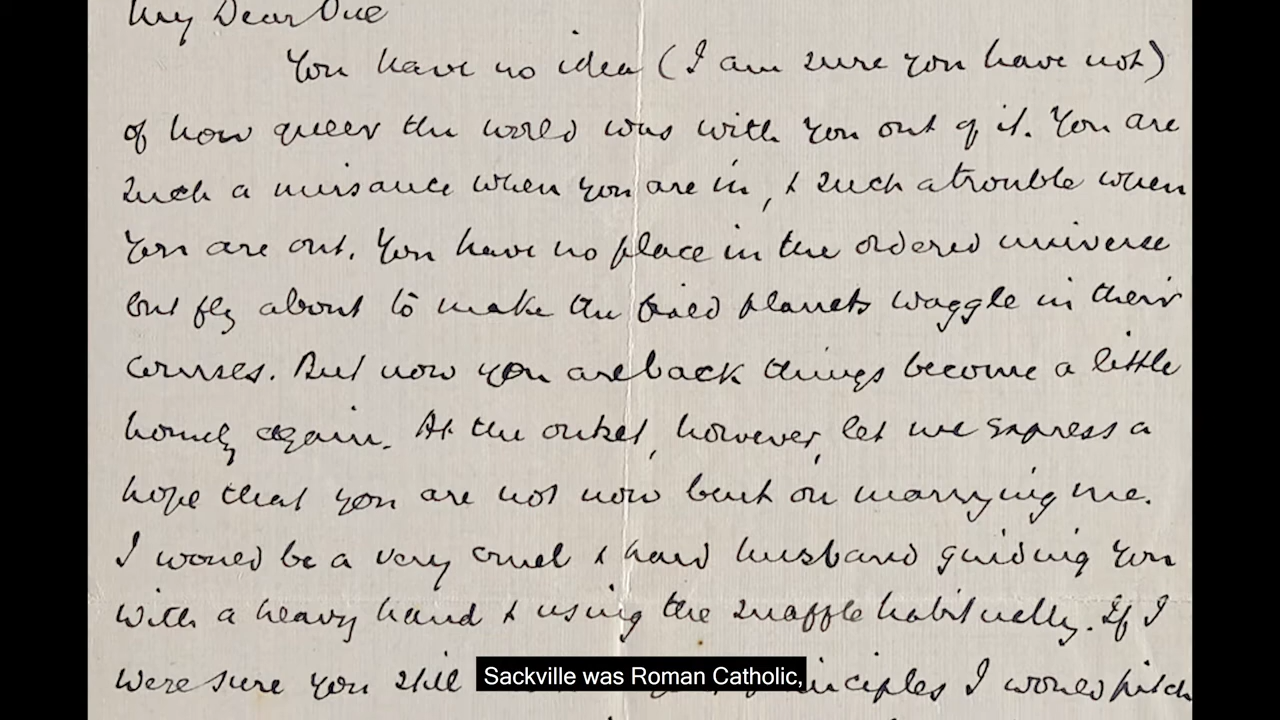 My Dear One
You have no idea (I am sure you have not)
of how queer the world was with you out of it. You are
such a nuisance when you are in, & such a trouble when
you are out. You have no place in the ordered universe
but fly about to make the fixed planets waggle in their
courses. But now you are back things become a little
homely again. At the outset, however, let me express a
hope that you are not now bent on marrying me.
I would be a very cruel & hard husband guiding you
with a heavy hand & using the snaffle habitually. If I
were sure you still
I would pitch
Sackville was Roman Catholic,